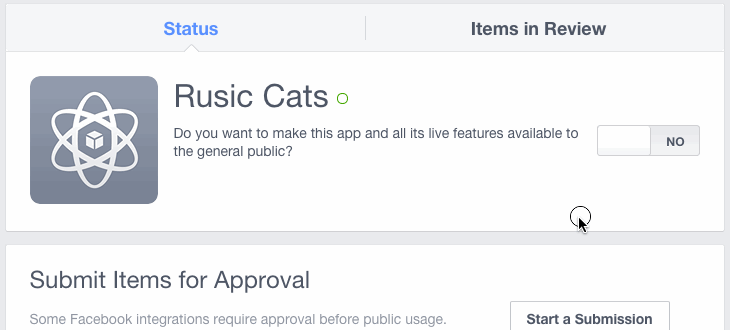 Status
Items in Review
Rusic Cats
Do you want to make this app and all its live features available to
the general public?
NO
Submit Items for Approval
Some Facebook integrations require approval before public usage.
Start a Submission